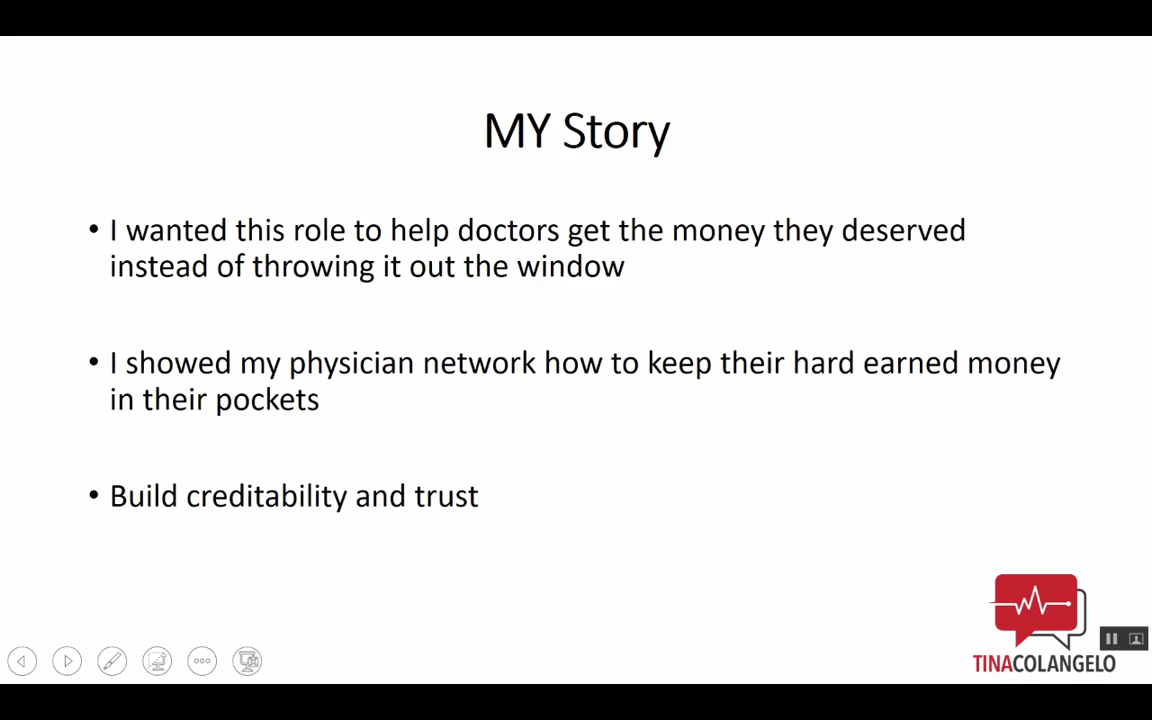 MY Story
• I wanted this role to help doctors get the money they deserved
instead of throwing it out the window
• I showed my physician network how to keep their hard earned money
in their pockets
• Build creditability and trust
TINACOLANGELO